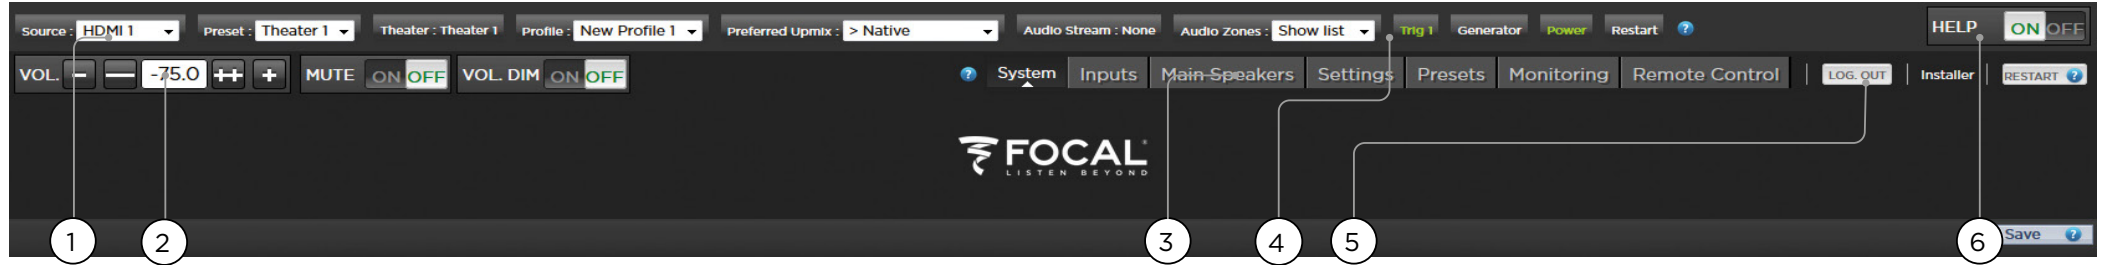 Source : HDMI 1 Preset : Theater 1 Theater : Theater 1 Profile : New Profile 1 Preferred Upmix : > Native Audio Stream : None Audio Zones : Show list Trig 1 Generator Power Restart ? HELP ON OFF
VOL. - — -75.0 ++ + MUTE ON OFF VOL. DIM ON OFF ? System Inputs Main Speakers Settings Presets Monitoring Remote Control LOG. OUT Installer RESTART ?
FOCAL®
LISTEN BEYOND
1 2 3 4 5 6 Save ?